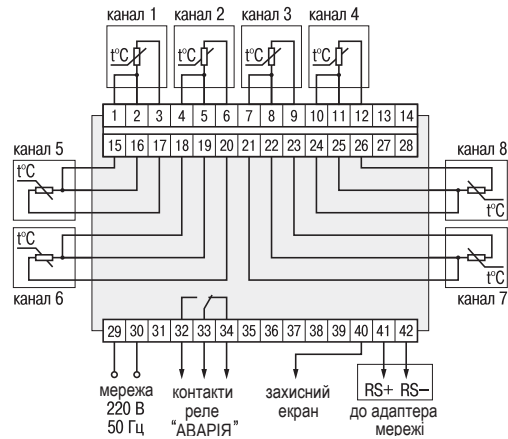 канал 1 канал 2 канал 3 канал 4
t°C t°C t°C t°C
1 2 3 4 5 6 7 8 9 10 11 12 13 14
15 16 17 18 19 20 21 22 23 24 25 26 27 28
канал 5
t°C
канал 8
t°C
t°C
канал 6
t°C
канал 7
29 30 31 32 33 34 35 36 37 38 39 40 41 42
мережа
220 В
50 Гц
контакти
реле
"АВАРІЯ"
захисний
екран
RS+ RS–
до адаптера
мережі